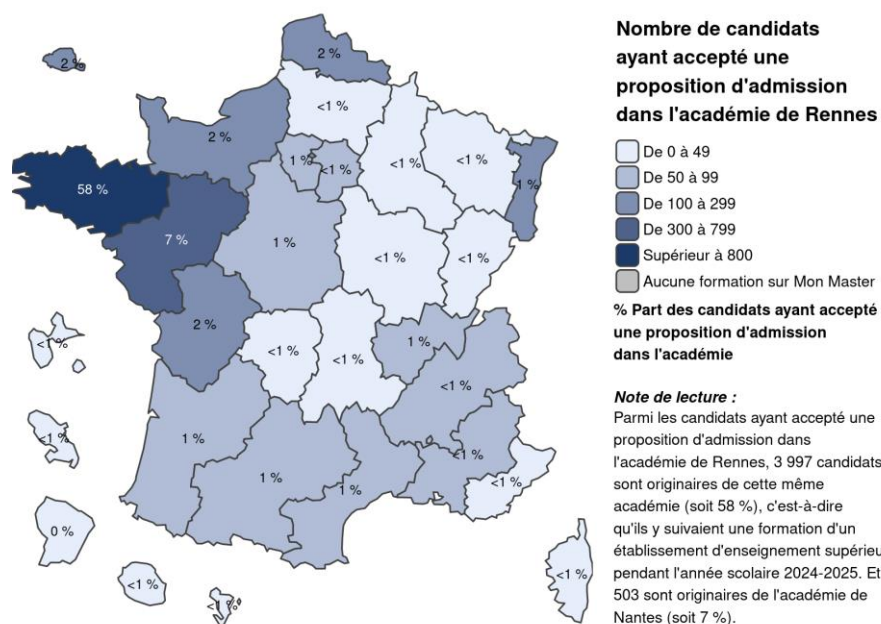 Nombre de candidats
ayant accepté une
proposition d'admission
dans l'académie de Rennes
De 0 à 49
De 50 à 99
De 100 à 299
De 300 à 799
Supérieur à 800
Aucune formation sur Mon Master
% Part des candidats ayant accepté
une proposition d'admission
dans l'académie
Note de lecture :
Parmi les candidats ayant accepté une
proposition d'admission dans
l'académie de Rennes, 3 997 candidats
sont originaires de cette même
académie (soit 58 %), c'est-à-dire
qu'ils y suivaient une formation d'un
établissement d'enseignement supérieu
pendant l'année scolaire 2024-2025. Et
503 sont originaires de l'académie de
Nantes (soit 7 %).
2 %
2 %
<1 %
2 %
1 %
<1 %
<1 %
<1 %
1 %
58 %
7 %
1 %
<1 %
<1 %
2 %
<1 %
<1 %
1 %
<1 %
<1 %
1 %
1 %
1 %
<1 %
<1 %
<1 %
0 %
<1 %
<1 %
<1 %